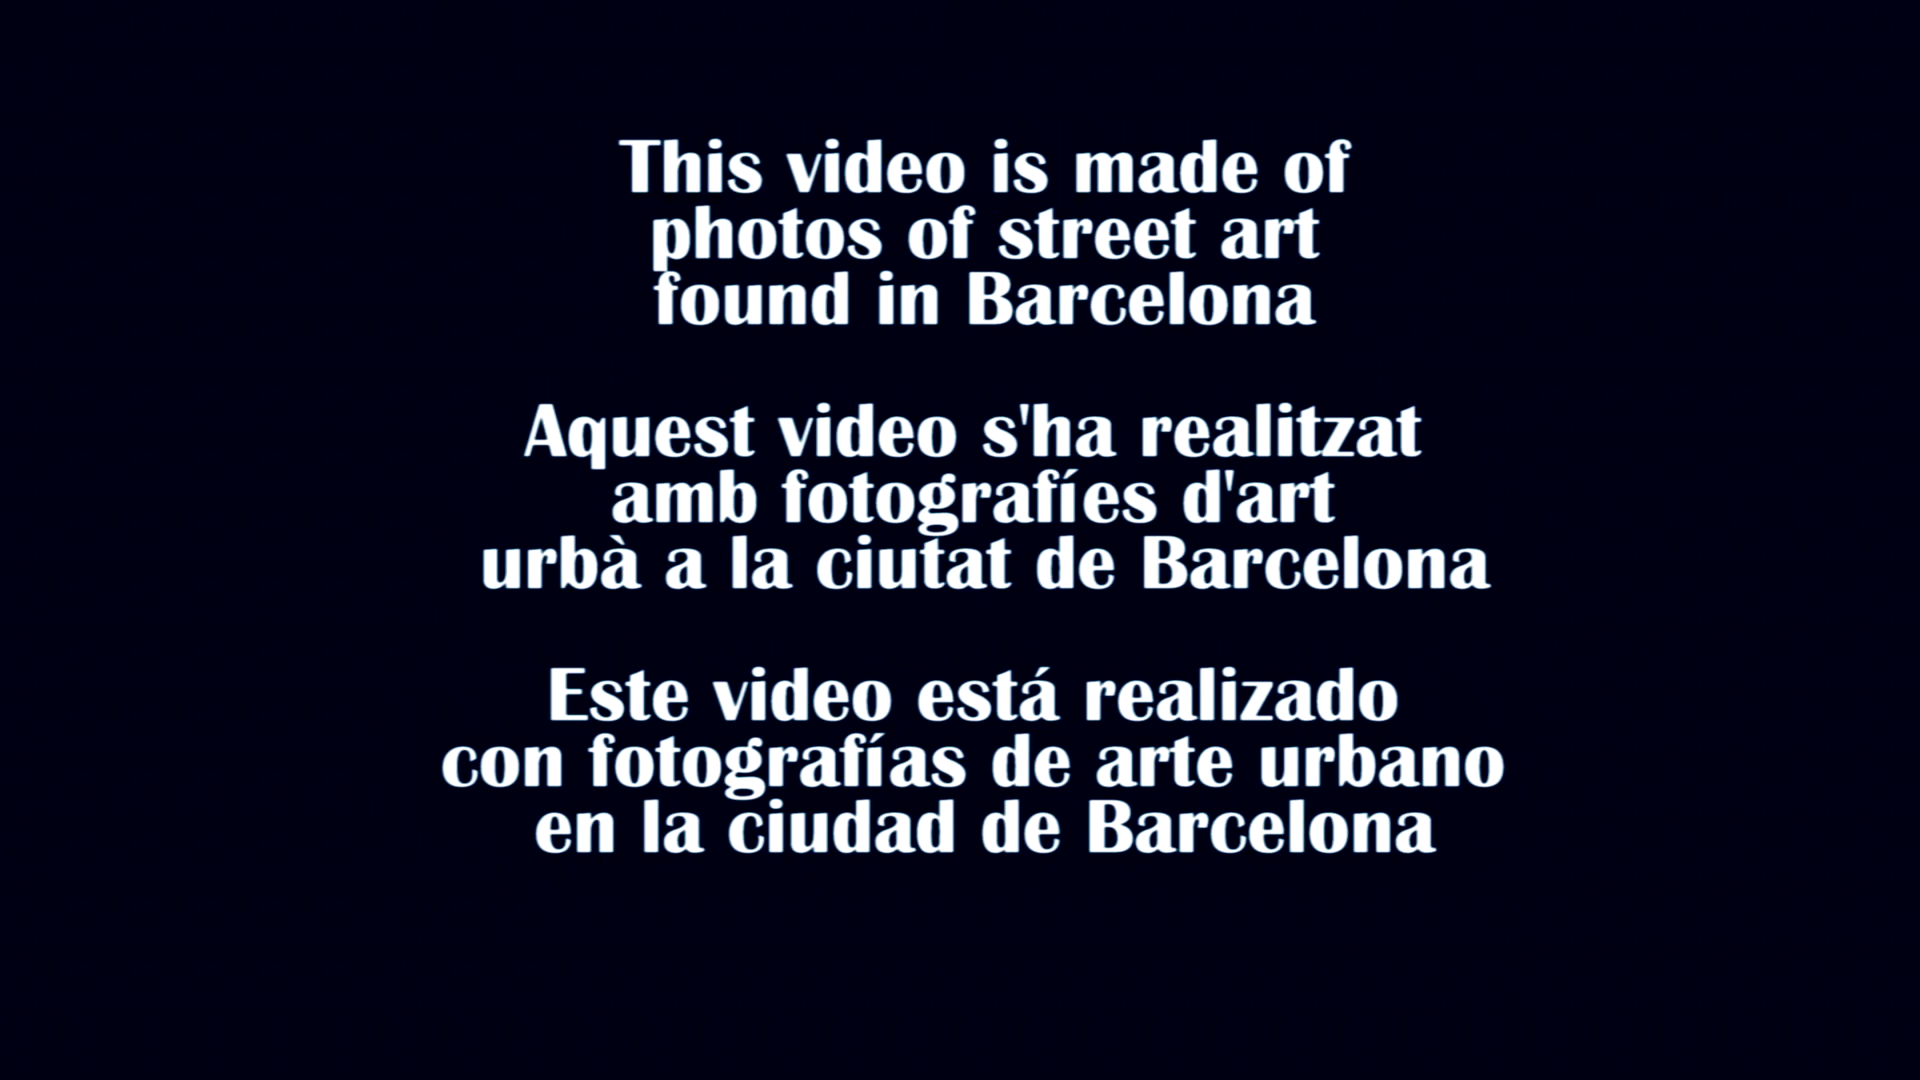 This video is made of
photos of street art
found in Barcelona
Aquest video s'ha realitzat
amb fotografíes d'art
urbà a la ciutat de Barcelona
Este video está realizado
con fotografías de arte urbano
en la ciudad de Barcelona